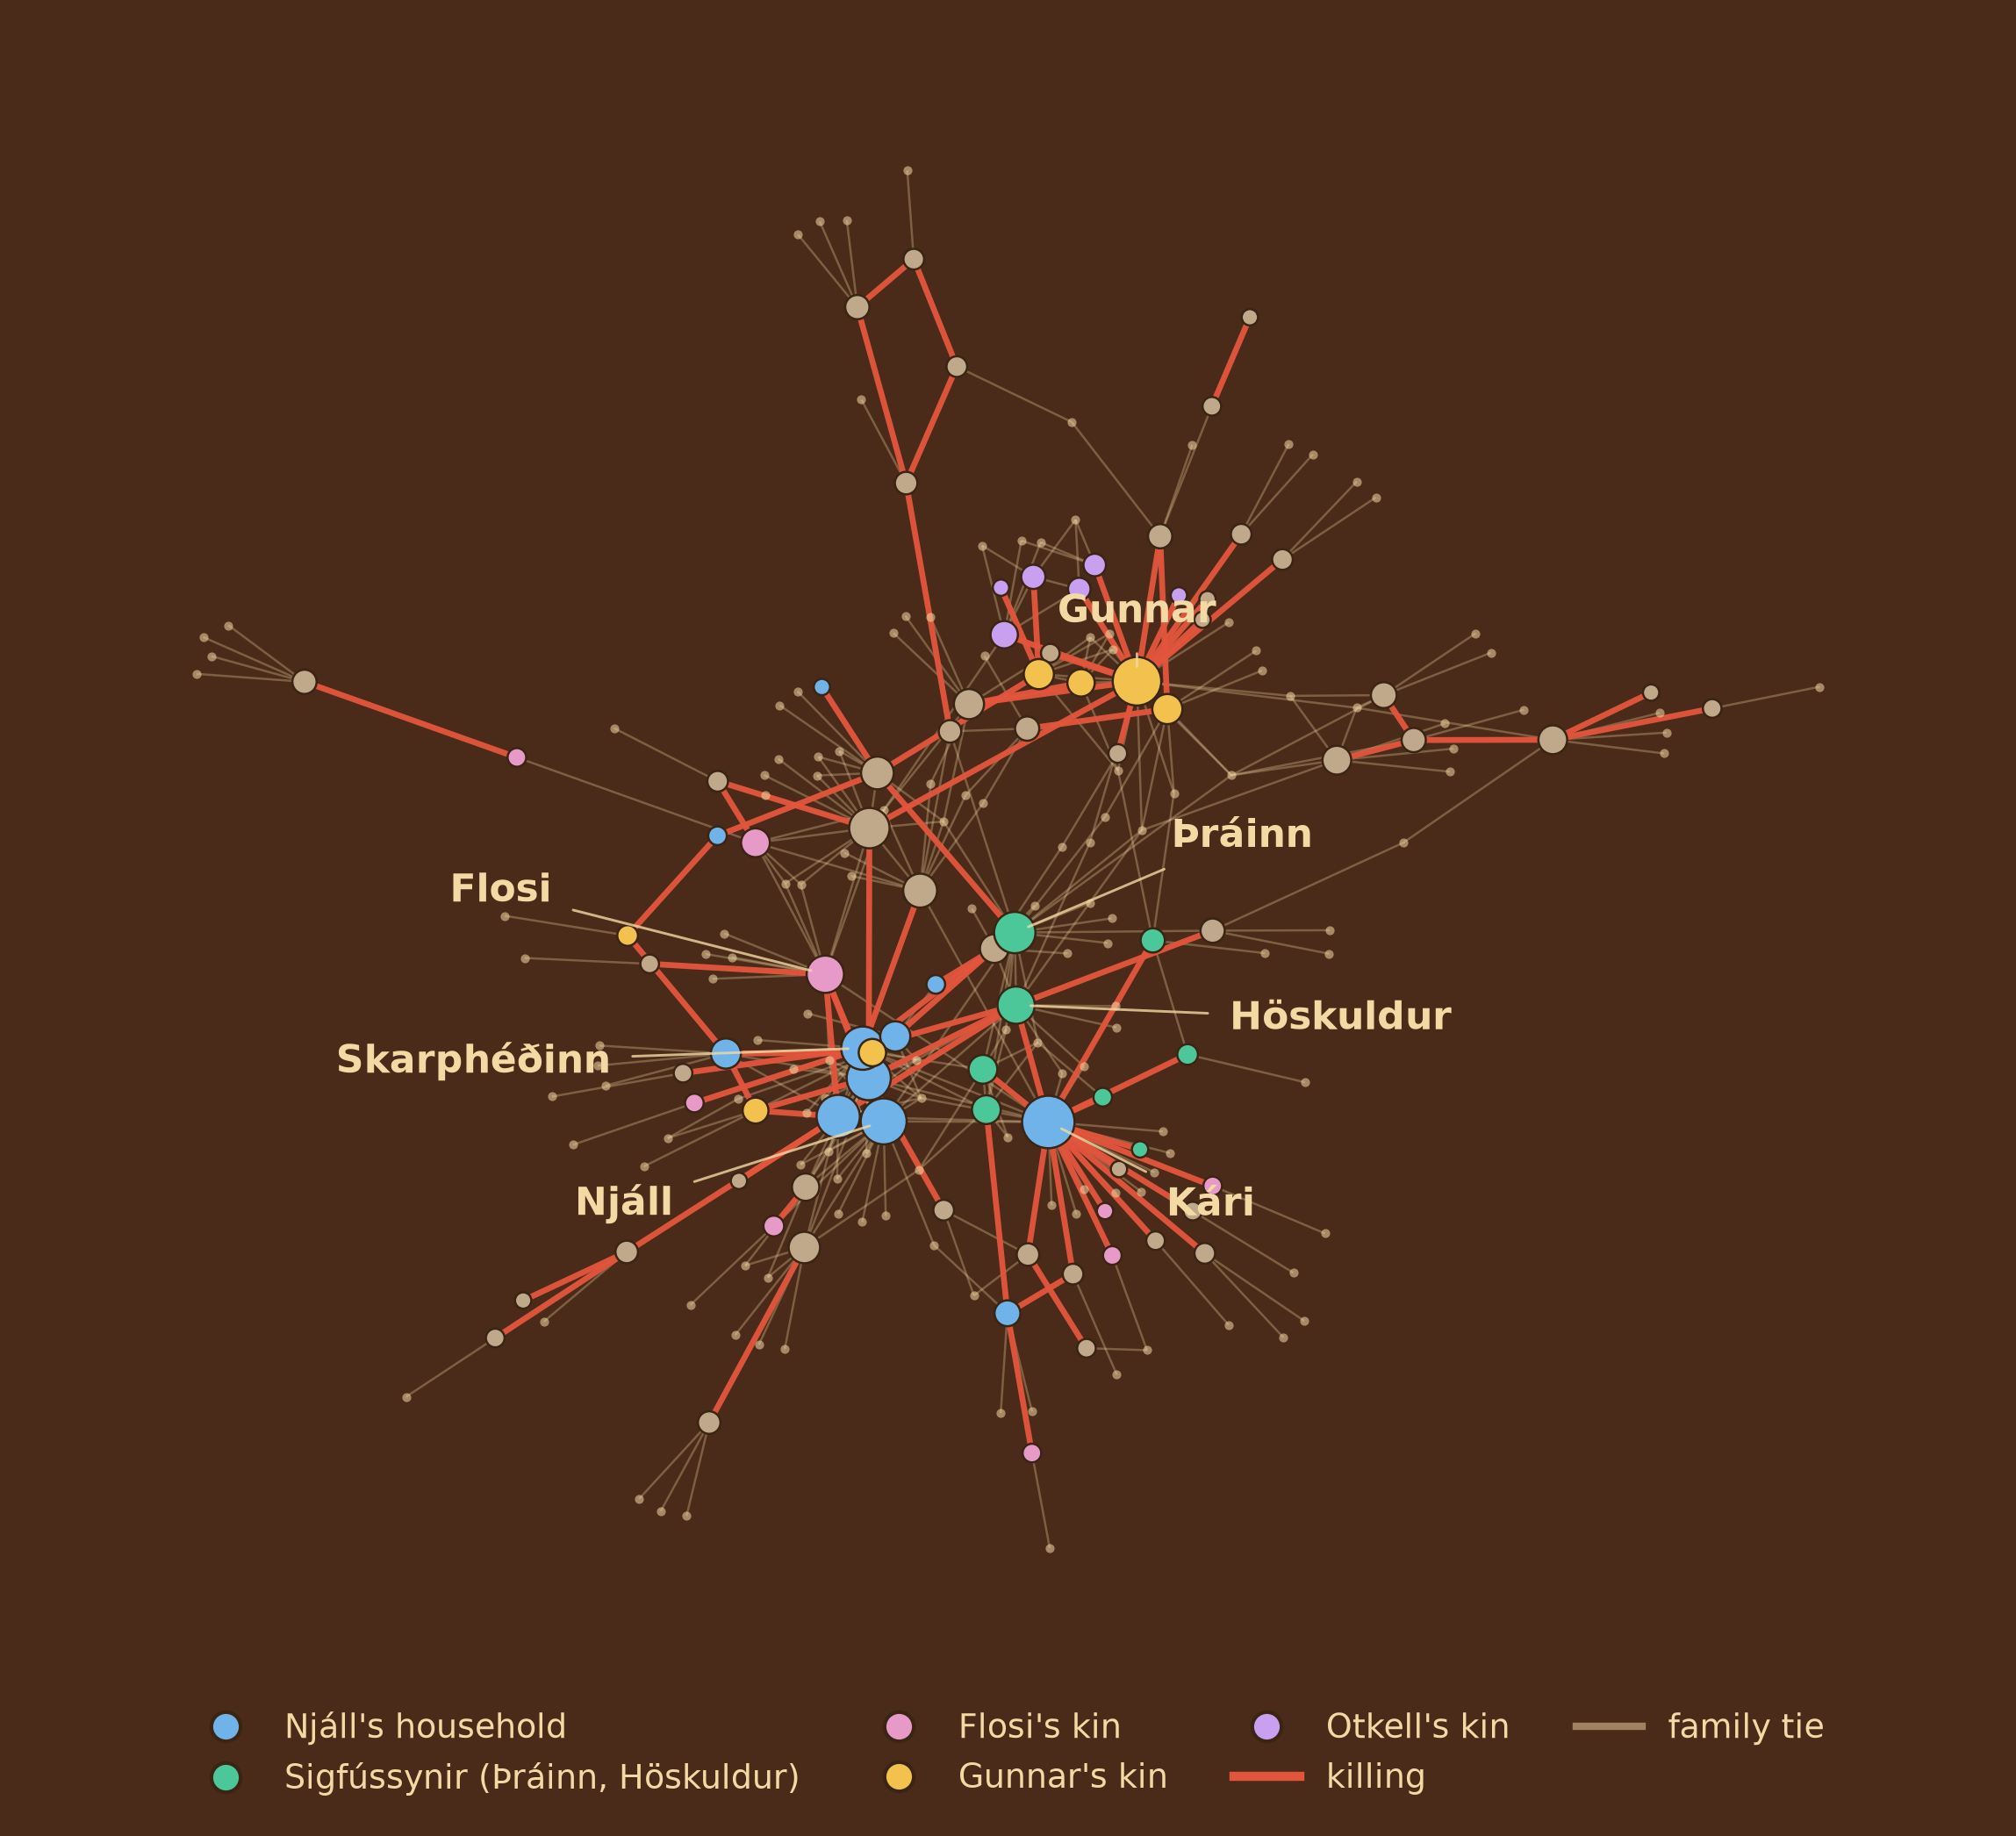 Gunnar
Þráinn
Flosi
Höskuldur
Skarphéðinn
Njáll
Kári
Njáll's household
Flosi's kin
Otkell's kin
family tie
Sigfússynir (Þráinn, Höskuldur)
Gunnar's kin
killing